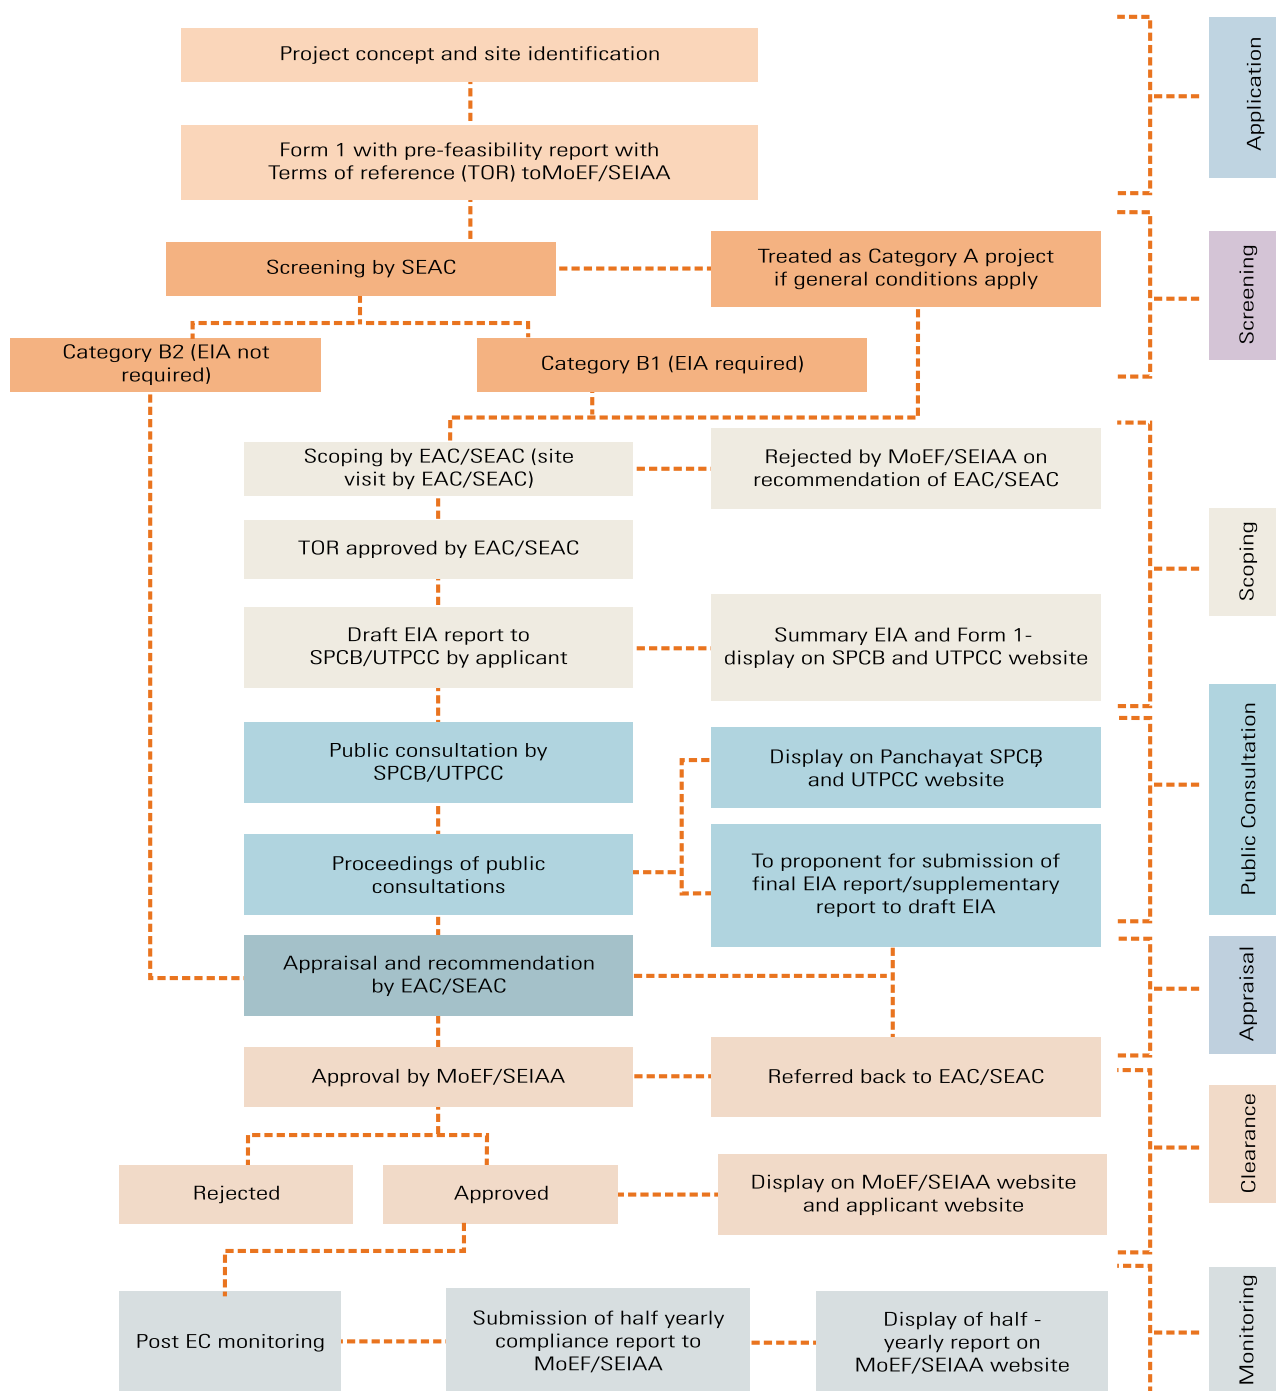 Project concept and site identification
Application
Form 1 with pre-feasibility report with
Terms of reference (TOR) toMoEF/SEIAA
Screening by SEAC
Treated as Category A project
if general conditions apply
Screening
Category B2 (EIA not
required)
Category B1 (EIA required)
Scoping by EAC/SEAC (site
visit by EAC/SEAC)
Rejected by MoEF/SEIAA on
recommendation of EAC/SEAC
Scoping
TOR approved by EAC/SEAC
Draft EIA report to
SPCB/UTPCC by applicant
Summary EIA and Form 1-
display on SPCB and UTPCC website
Public consultation by
SPCB/UTPCC
Display on Panchayat SPCB,
and UTPCC website
Public Consultation
Proceedings of public
consultations
To proponent for submission of
final EIA report/supplementary
report to draft EIA
Appraisal and recommendation
by EAC/SEAC
Appraisal
Approval by MoEF/SEIAA
Referred back to EAC/SEAC
Clearance
Rejected
Approved
Display on MoEF/SEIAA website
and applicant website
Post EC monitoring
Submission of half yearly
compliance report to
MoEF/SEIAA
Display of half -
yearly report on
MoEF/SEIAA website
Monitoring